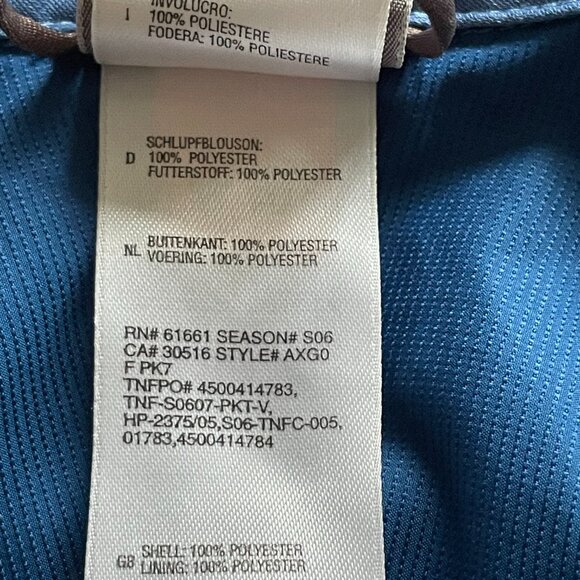 INVOLUCRO:
I 100% POLIESTERE
FODERA: 100% POLIESTERE
SCHLUPFBLOUSON:
D 100% POLYESTER
FUTTERSTOFF: 100% POLYESTER
BUITENKANT: 100% POLYESTER
NL VOERING: 100% POLYESTER
RN# 61661 SEASON# S06
CA# 30516 STYLE# AXG0
F PK7
TNFPO# 4500414783,
TNF-S0607-PKT-V,
HP-2375/05,S06-TNFC-005,
01783,4500414784
SHELL: 100% POLYESTER
GB LINING: 100% POLYESTER